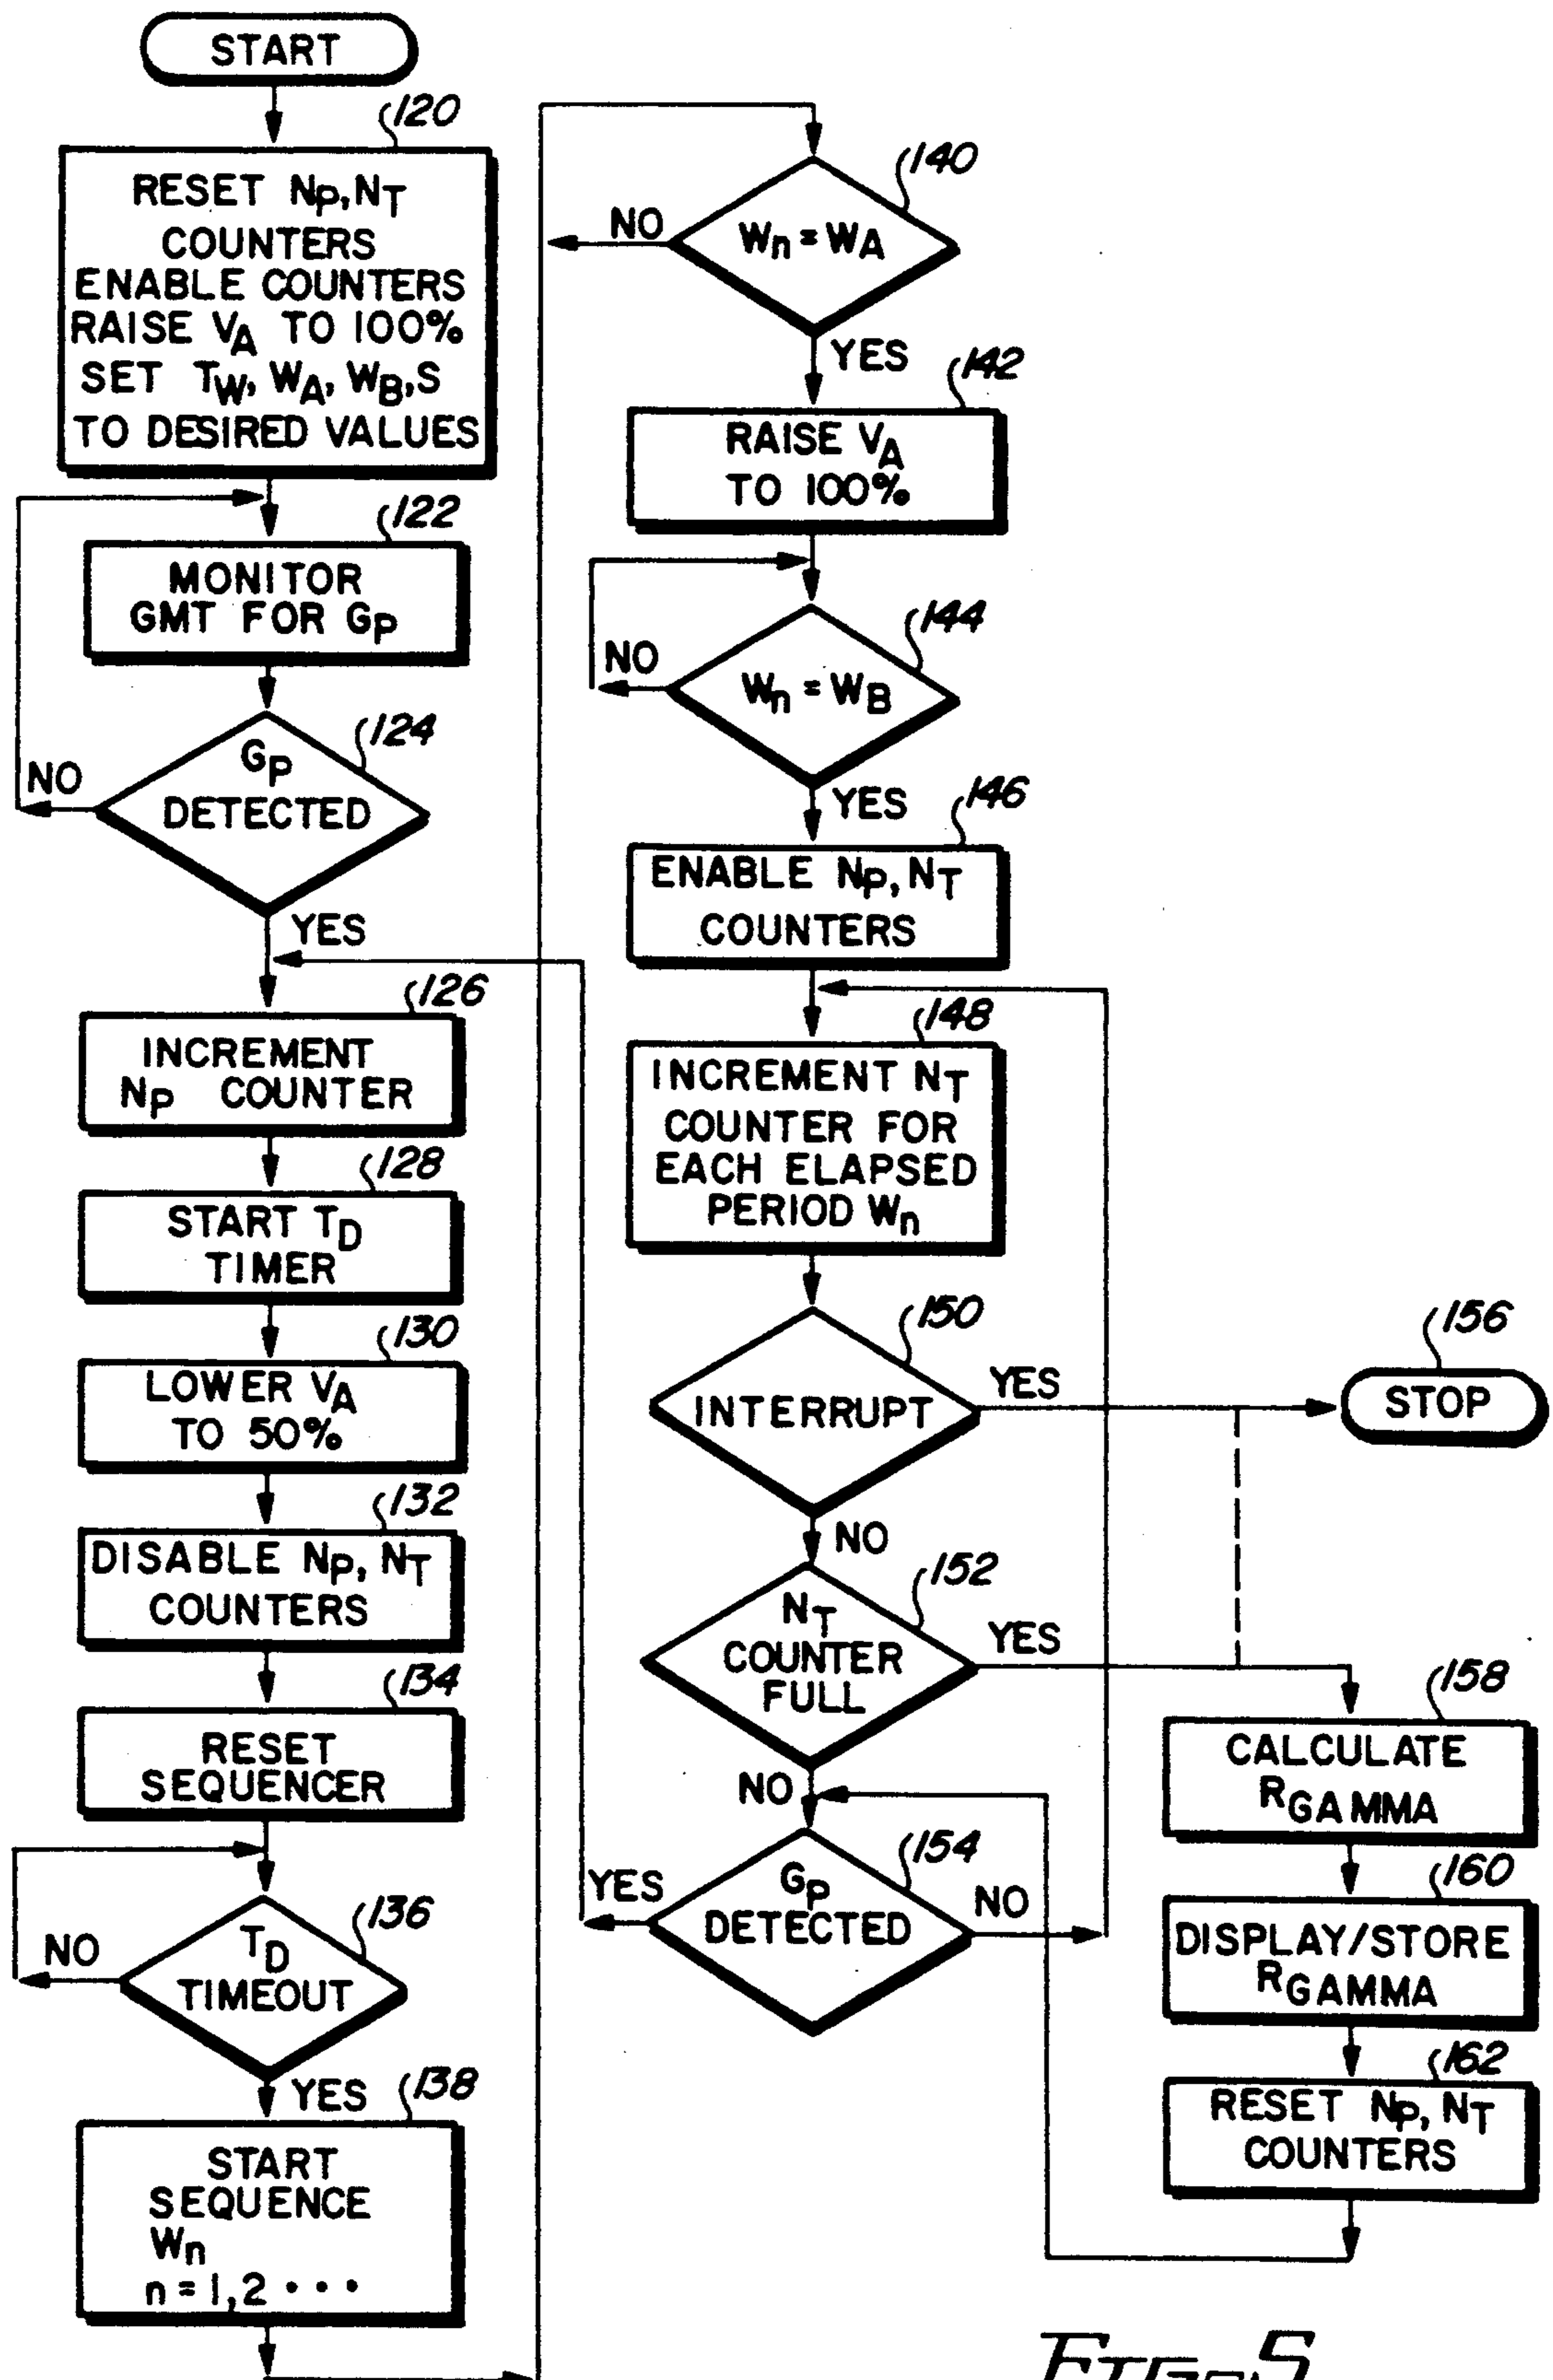 START
120
RESET NP, NT
COUNTERS
ENABLE COUNTERS
RAISE VA TO 100%
SET TW, WA, WB, S
TO DESIRED VALUES
122
MONITOR
GMT FOR GP
124
GP
DETECTED
NO
YES
126
INCREMENT
NP COUNTER
128
START TD
TIMER
130
LOWER VA
TO 50%
132
DISABLE NP, NT
COUNTERS
134
RESET
SEQUENCER
136
TD
TIMEOUT
NO
YES
138
START
SEQUENCE
Wn
n = 1, 2 • • •
140
Wn = WA
NO
YES
142
RAISE VA
TO 100%
144
Wn = WB
NO
YES
146
ENABLE NP, NT
COUNTERS
148
INCREMENT NT
COUNTER FOR
EACH ELAPSED
PERIOD Wn
150
INTERRUPT
YES
NO
152
NT
COUNTER
FULL
YES
NO
154
GP
DETECTED
YES
NO
156
STOP
158
CALCULATE
RGAMMA
160
DISPLAY/STORE
RGAMMA
162
RESET NP, NT
COUNTERS